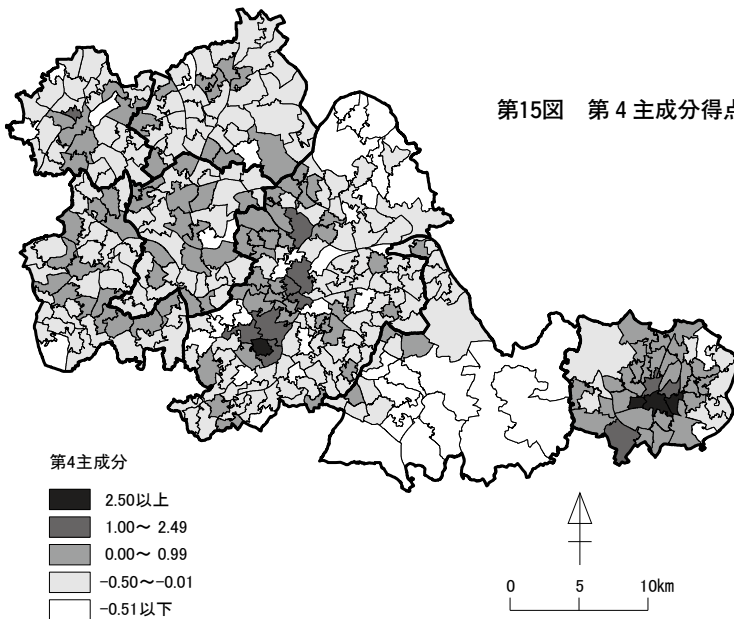 第15図 第4主成分得点
第4主成分
2.50以上
1.00～ 2.49
0.00～ 0.99
-0.50～-0.01
-0.51以下
0 5 10km